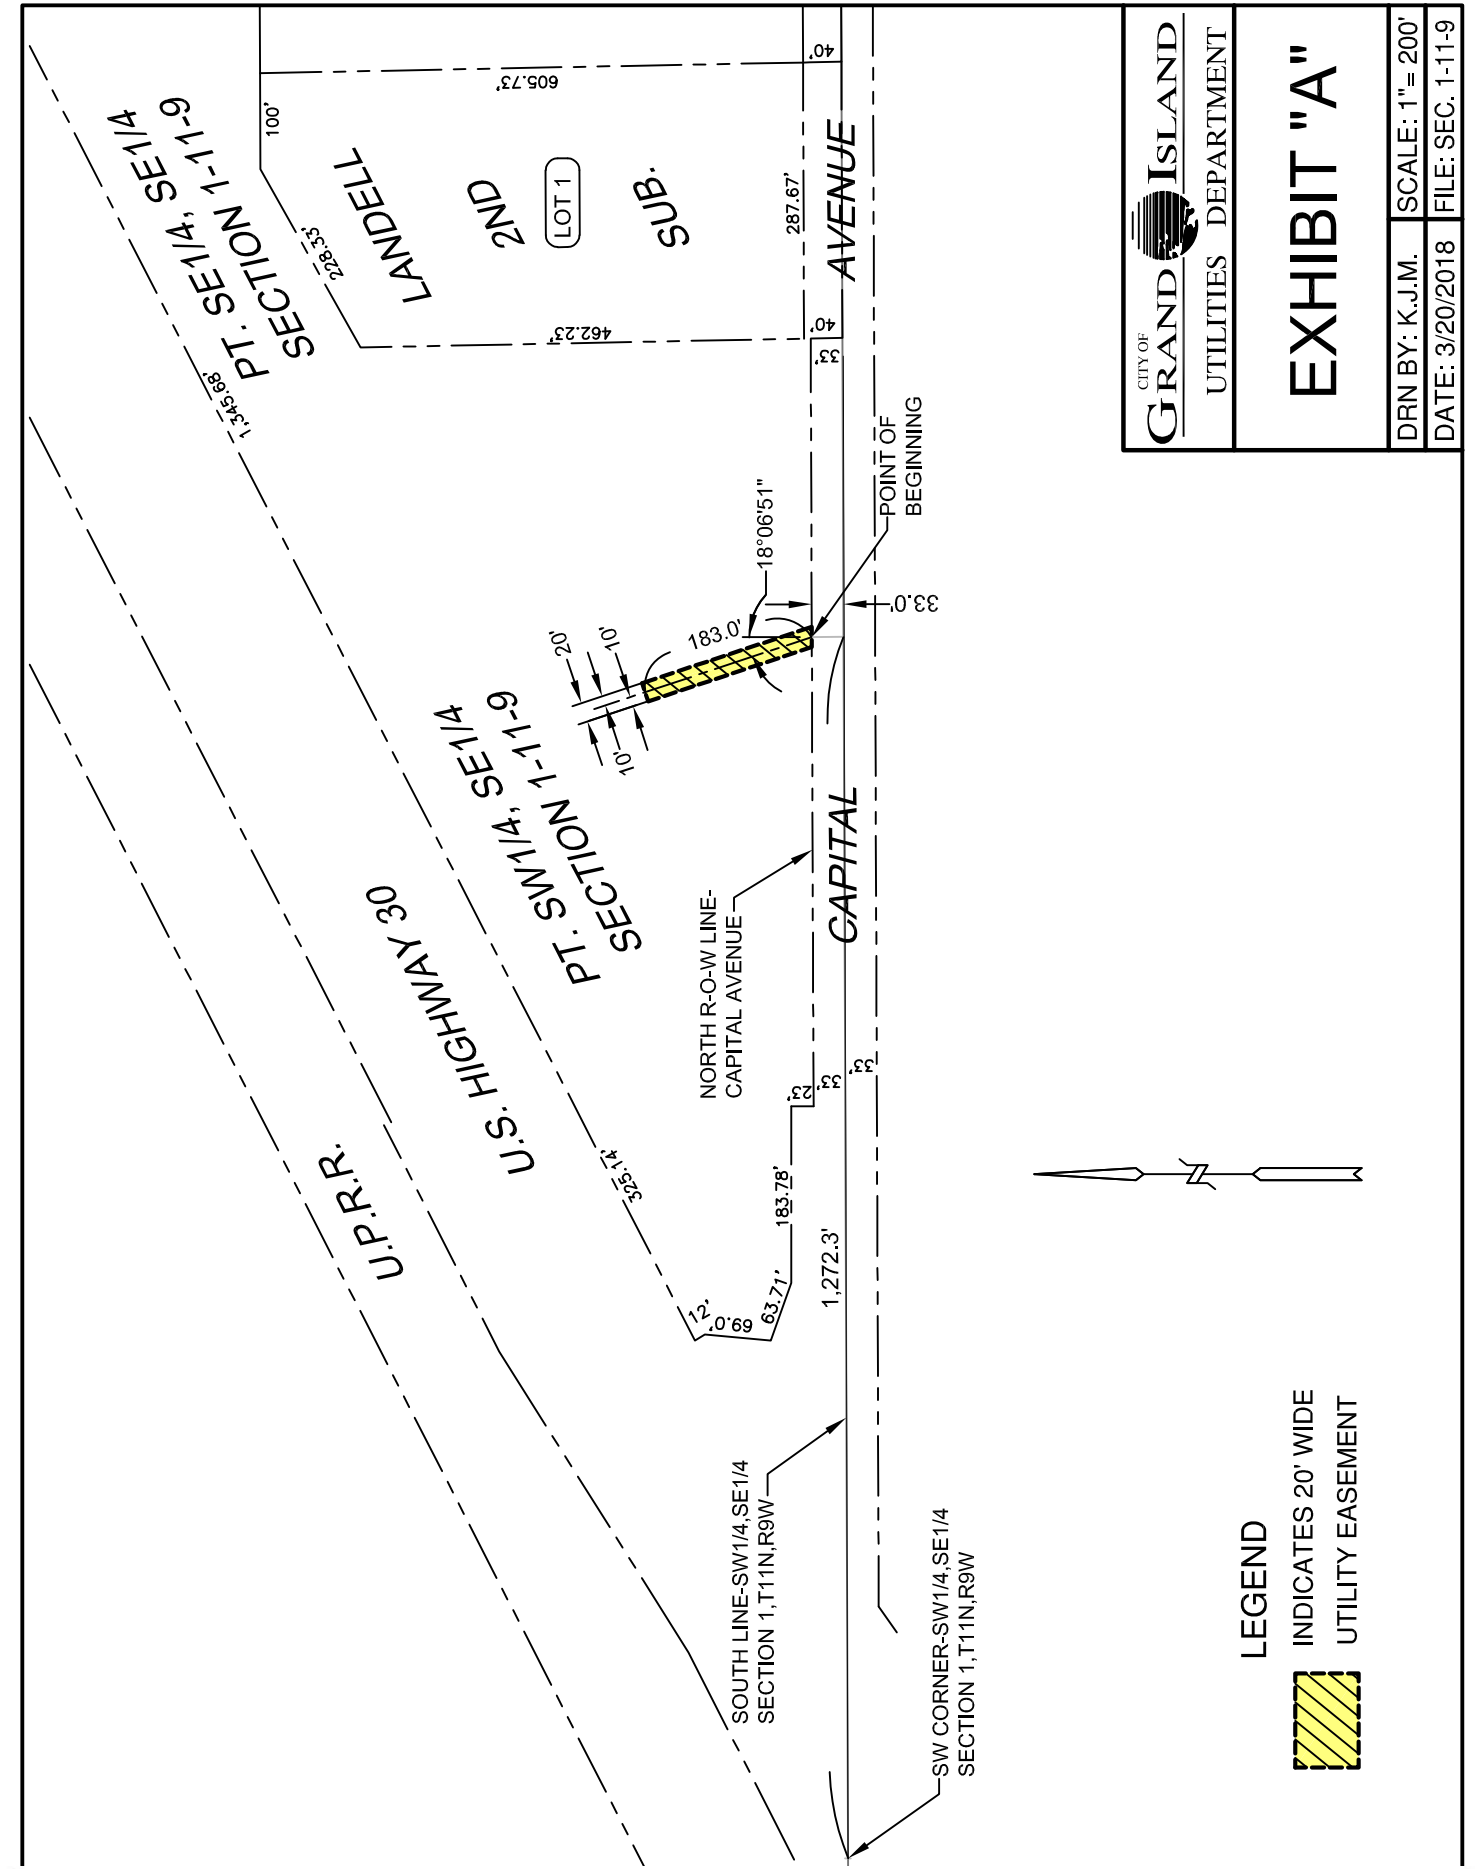 PT. SE1/4, SE1/4
SECTION 1-11-9
1,345.68'
100'
228.33'
605.73'
40'
LANDELL
2ND
LOT 1
SUB.
287.67'
462.23'
40'
33'
AVENUE
POINT OF
BEGINNING
18°06'51"
33.0'
183.0'
20'
10'
10'
PT. SW1/4, SE1/4
SECTION 1-11-9
U.S. HIGHWAY 30
U.P.R.R.
NORTH R-O-W LINE-
CAPITAL AVENUE
CAPITAL
325.14'
12'
69.0'
63.71'
183.78'
23'
33'
33'
1,272.3'
SOUTH LINE-SW1/4,SE1/4
SECTION 1,T11N,R9W
SW CORNER-SW1/4,SE1/4
SECTION 1,T11N,R9W
N
LEGEND
INDICATES 20' WIDE
UTILITY EASEMENT
CITY OF
GRAND ISLAND
UTILITIES DEPARTMENT
EXHIBIT "A"
DRN BY: K.J.M.
SCALE: 1"= 200'
DATE: 3/20/2018
FILE: SEC. 1-11-9